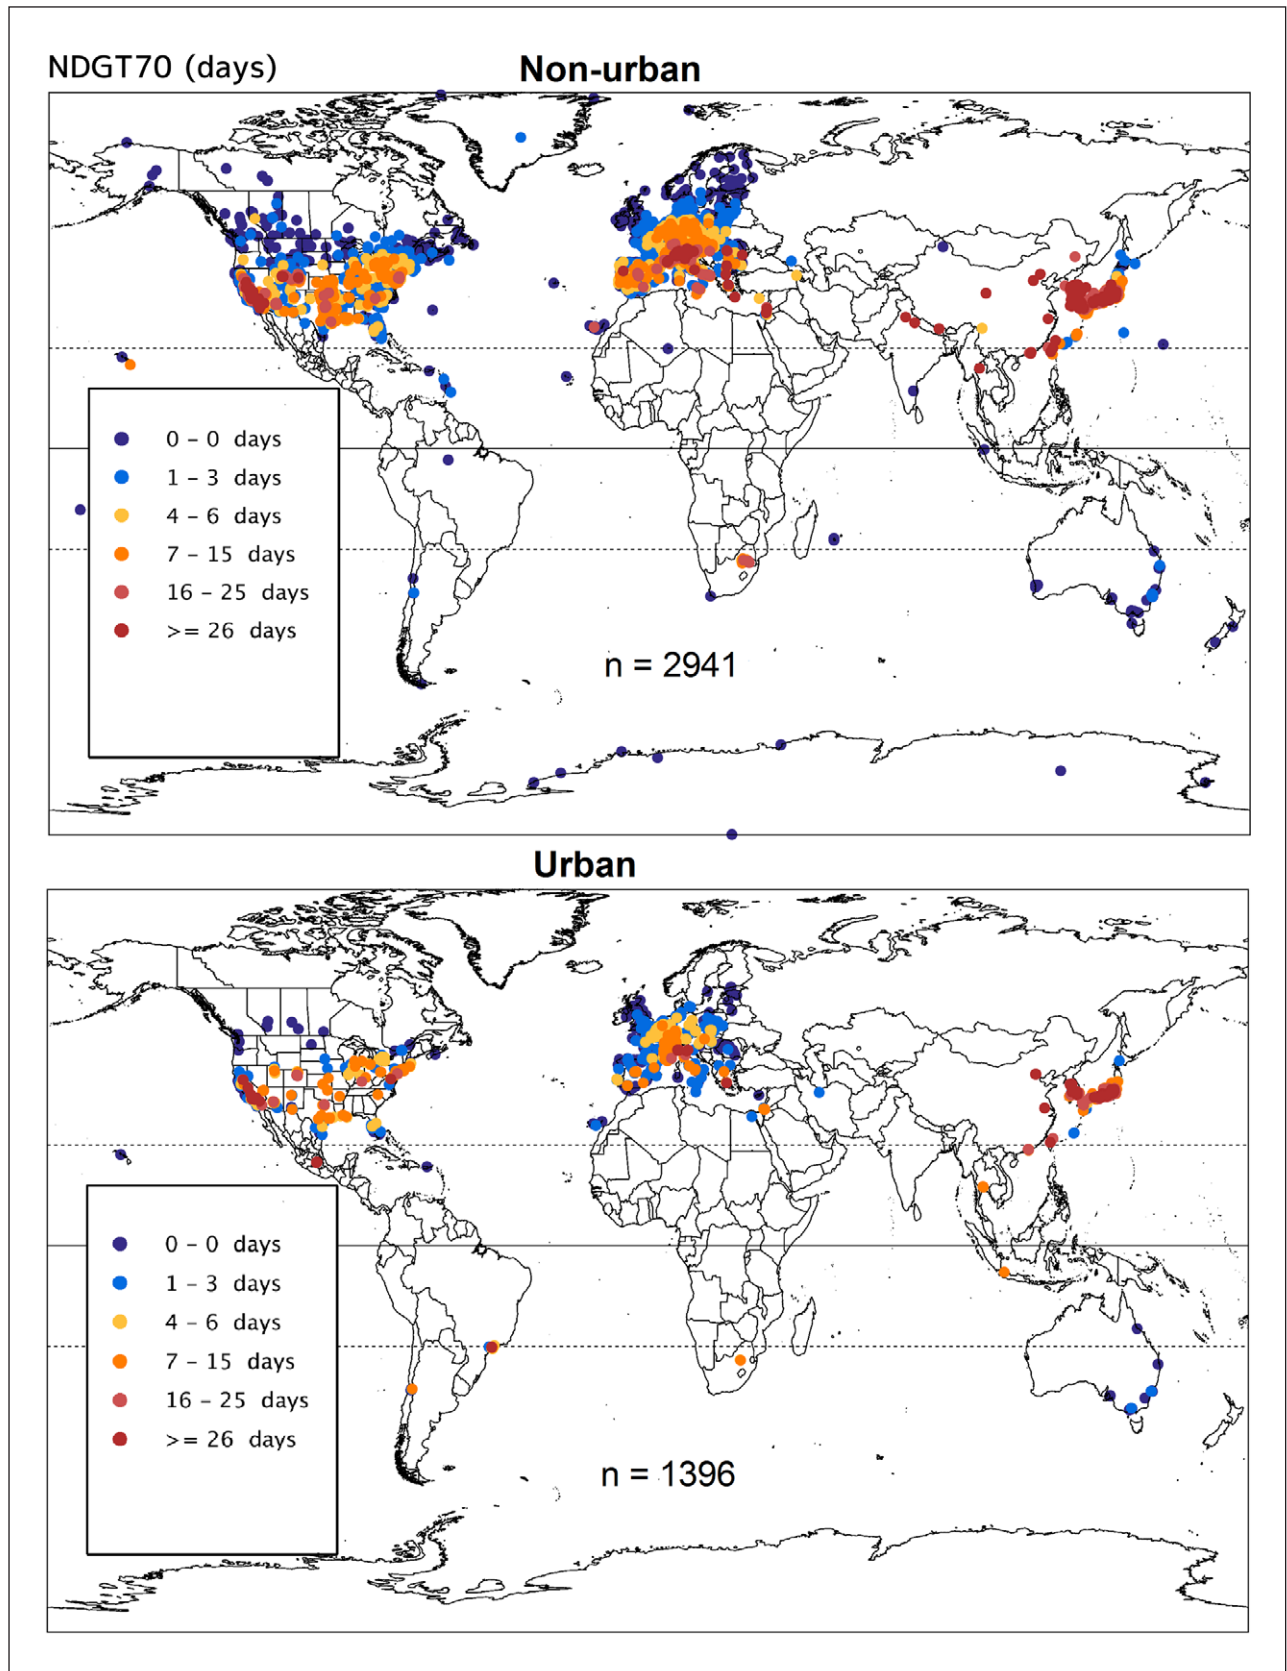 NDGT70 (days)
Non-urban
0 – 0 days
1 – 3 days
4 – 6 days
7 – 15 days
16 – 25 days
>= 26 days
n = 2941
Urban
0 – 0 days
1 – 3 days
4 – 6 days
7 – 15 days
16 – 25 days
>= 26 days
n = 1396